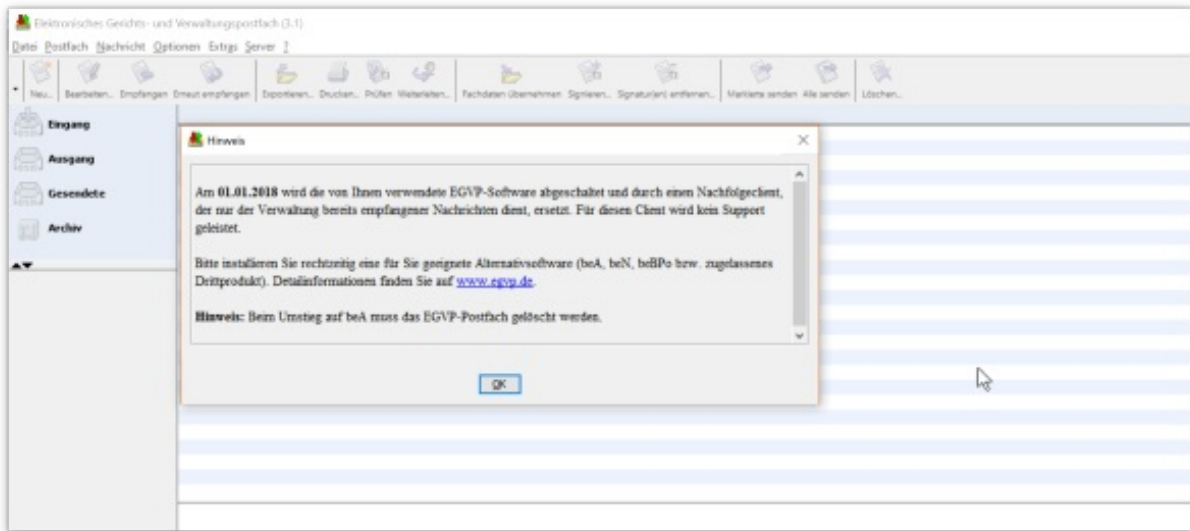 Elektronisches Gerichts- und Verwaltungspostfach (3.1)
Datei Postfach Nachricht Optionen Extras Server ?
Neu... Bearbeiten... Empfangen Erneut empfangen Exportieren... Drucken... Prüfen Weiterleiten... Fachdaten übernehmen Signieren... Signatur(en) entfernen... Markierte senden Alle senden Löschen...
Eingang
Ausgang
Gesendete
Archiv
Hinweis
Am 01.01.2018 wird die von Ihnen verwendete EGVP-Software abgeschaltet und durch einen Nachfolgeclient,
der nur der Verwaltung bereits empfangener Nachrichten dient, ersetzt. Für diesen Client wird kein Support
geleistet.
Bitte installieren Sie rechtzeitig eine für Sie geeignete Alternativsoftware (beA, beN, beBPo bzw. zugelassenes
Drittprodukt). Detailinformationen finden Sie auf www.egvp.de.
Hinweis: Beim Umstieg auf beA muss das EGVP-Postfach gelöscht werden.
OK